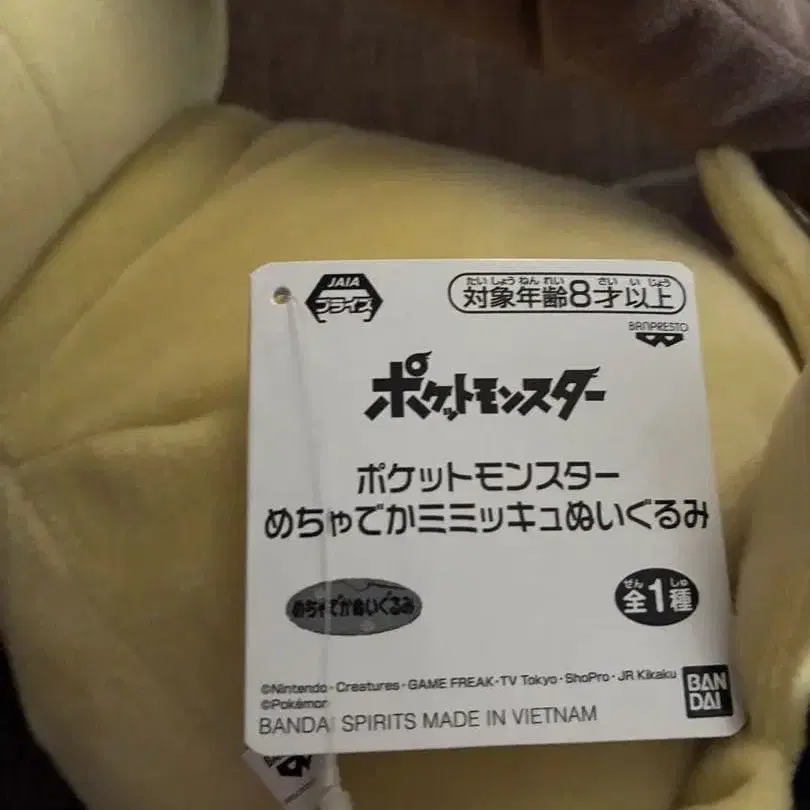 JAIA
プライズ
たいしょうねんれい さい いじょう
対象年齢8才以上
BANPRESTO
ポケットモンスター
ポケットモンスター
めちゃでかミミッキュぬいぐるみ
めちゃでかぬいぐるみ
ぜん しゅ
全1種
©Nintendo・Creatures・GAME FREAK・TV Tokyo・ShoPro・JR Kikaku
©Pokémon
BANDAI SPIRITS MADE IN VIETNAM
BAN
DAI